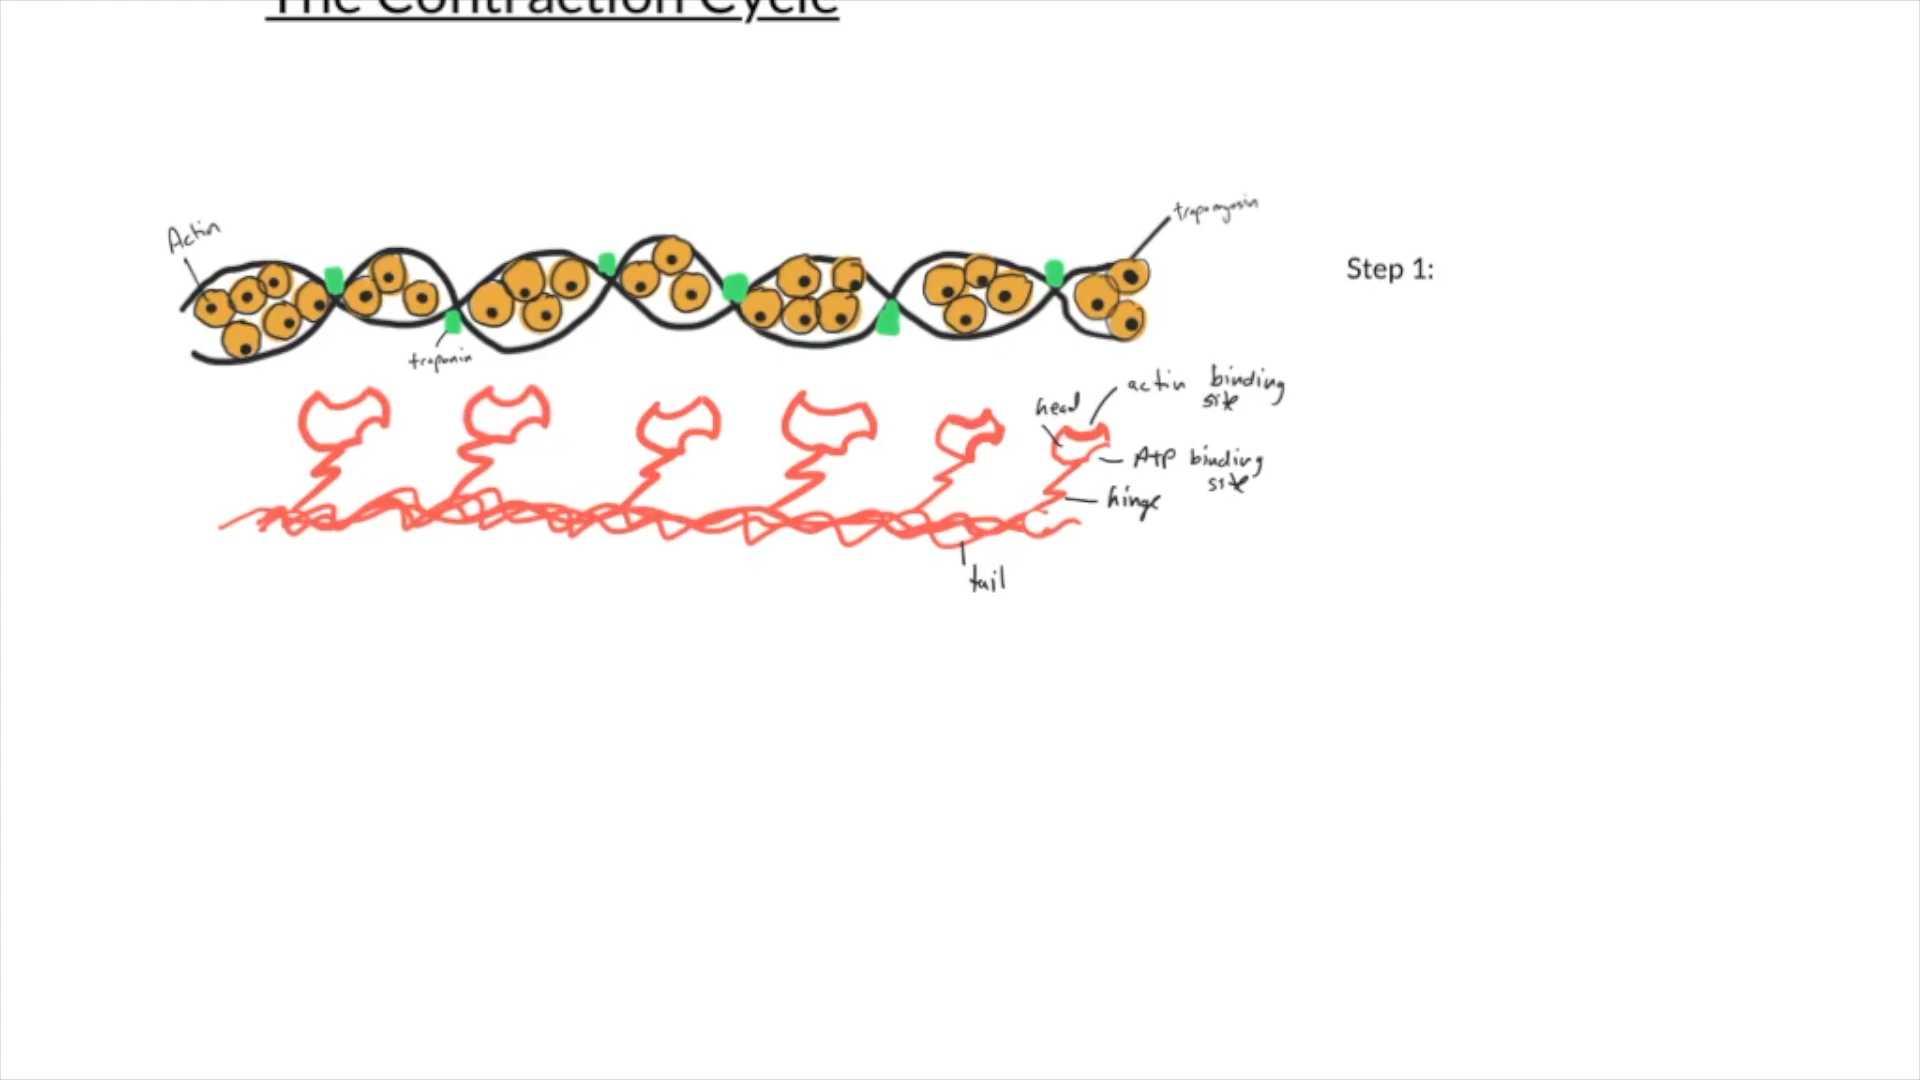 The Contraction Cycle
tropomyosin
Actin
Step 1:
troponin
actin binding
site
head
ATP binding
site
hinge
tail